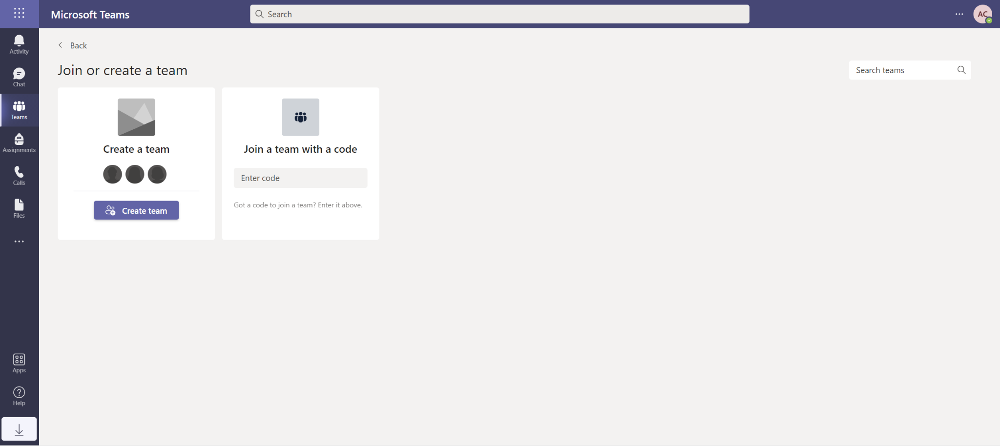 Microsoft Teams
Search
AC
Activity
Chat
Teams
Assignments
Calls
Files
Apps
Help
Back
Join or create a team
Search teams
Create a team
Create team
Join a team with a code
Enter code
Got a code to join a team? Enter it above.